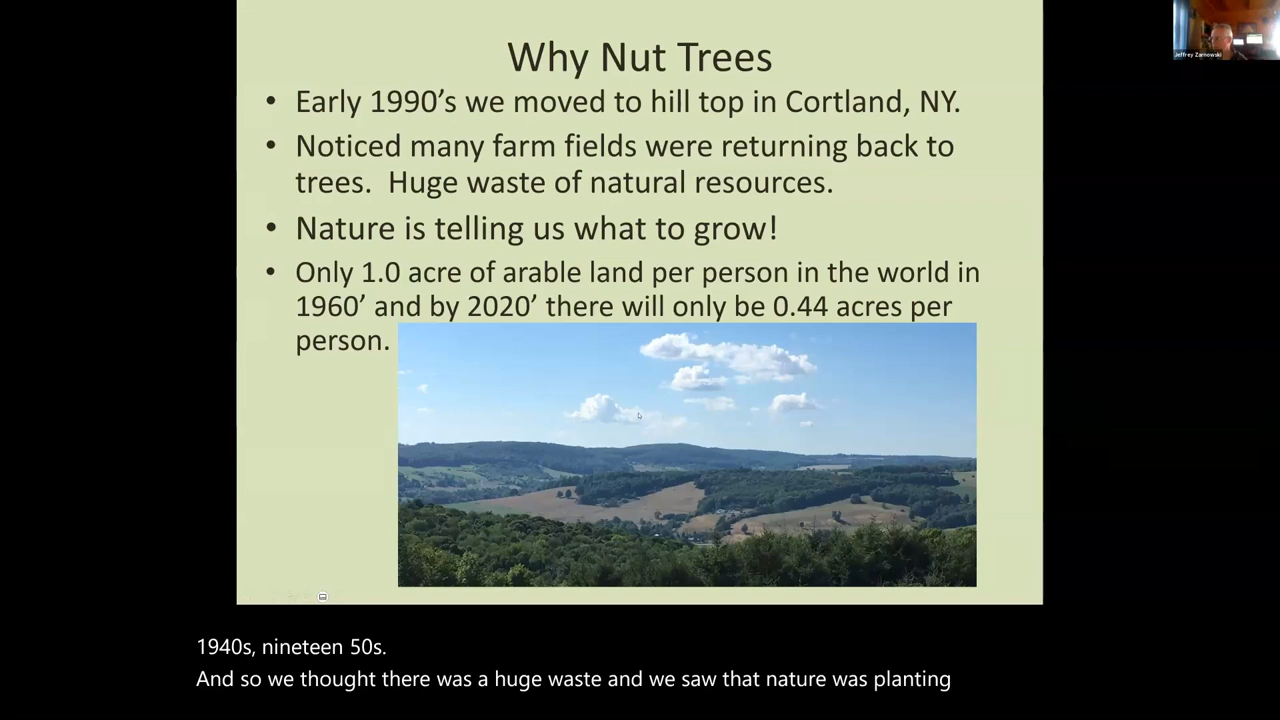 Why Nut Trees
• Early 1990’s we moved to hill top in Cortland, NY.
• Noticed many farm fields were returning back to
trees.  Huge waste of natural resources.
• Nature is telling us what to grow!
• Only 1.0 acre of arable land per person in the world in
1960’ and by 2020’ there will only be 0.44 acres per
person.
Jeffrey Zarnowski
1940s, nineteen 50s.
And so we thought there was a huge waste and we saw that nature was planting